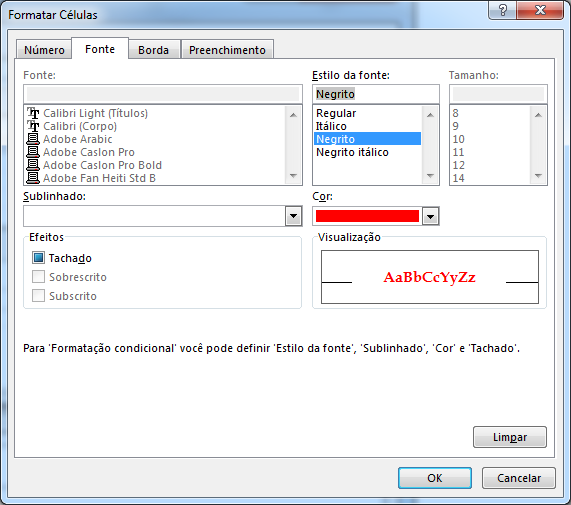 Formatar Células
Número Fonte Borda Preenchimento
Fonte: Estilo da fonte: Tamanho:
Negrito
Calibri Light (Títulos) Regular 8
Calibri (Corpo) Itálico 9
Adobe Arabic Negrito 10
Adobe Caslon Pro Negrito itálico 11
Adobe Caslon Pro Bold 12
Adobe Fan Heiti Std B 14
Sublinhado: Cor:
Efeitos Visualização
Tachado
Sobrescrito AaBbCcYyZz
Subscrito
Para 'Formatação condicional' você pode definir 'Estilo da fonte', 'Sublinhado', 'Cor' e 'Tachado'.
Limpar
OK Cancelar